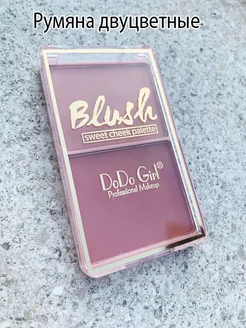 Румяна двуцветные
Blush
sweet cheek palette
DoDo Girl®
Professional Makeup